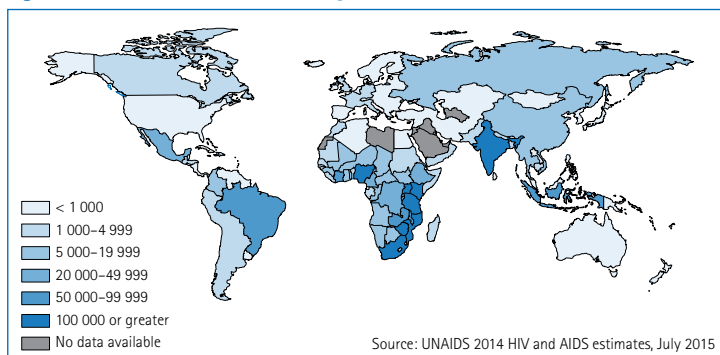 < 1 000
1 000–4 999
5 000–19 999
20 000–49 999
50 000–99 999
100 000 or greater
No data available
Source: UNAIDS 2014 HIV and AIDS estimates, July 2015